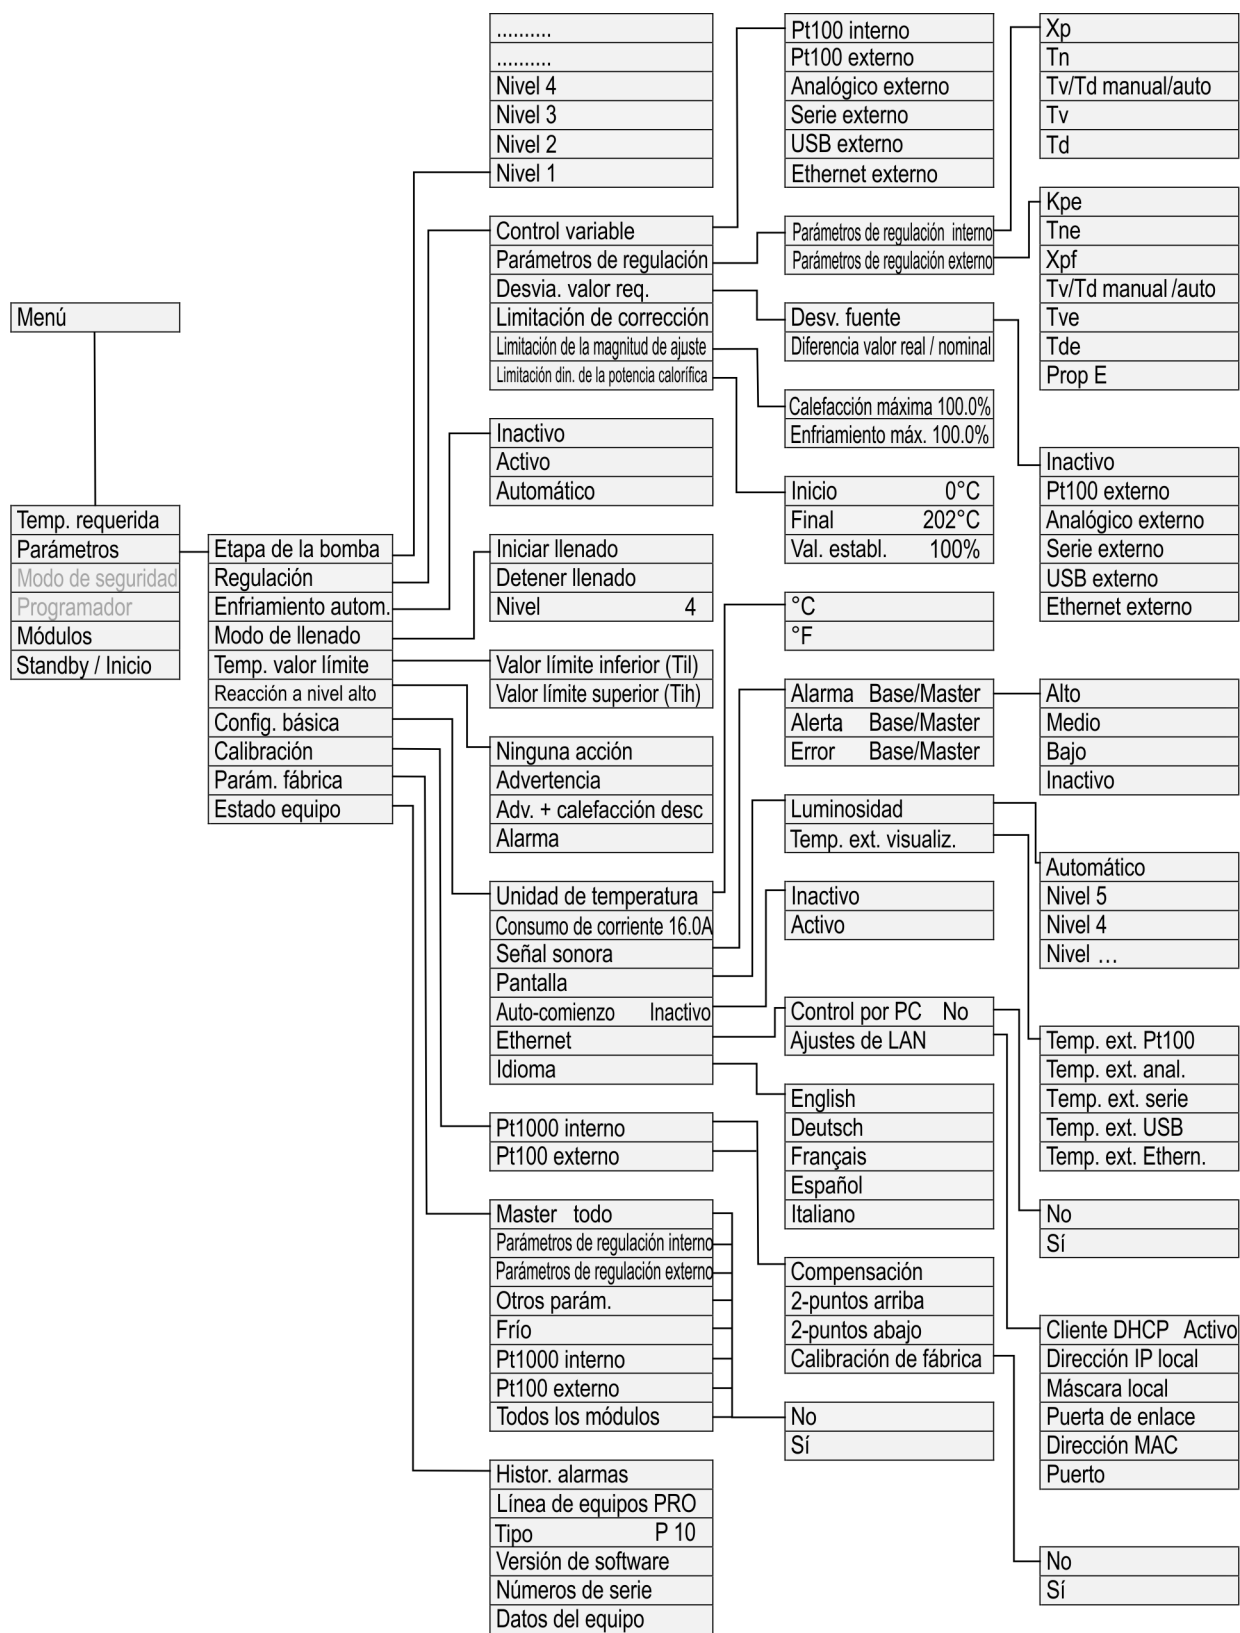 Menú
Temp. requerida
Parámetros
Modo de seguridad
Programador
Módulos
Standby / Inicio
Etapa de la bomba
Regulación
Enfriamiento autom.
Modo de llenado
Temp. valor límite
Reacción a nivel alto
Config. básica
Calibración
Parám. fábrica
Estado equipo
..........
..........
Nivel 4
Nivel 3
Nivel 2
Nivel 1
Control variable
Parámetros de regulación
Desvia. valor req.
Limitación de corrección
Limitación de la magnitud de ajuste
Limitación din. de la potencia calorífica
Inactivo
Activo
Automático
Iniciar llenado
Detener llenado
Nivel 4
Valor límite inferior (Til)
Valor límite superior (Tih)
Ninguna acción
Advertencia
Adv. + calefacción desc
Alarma
Unidad de temperatura
Consumo de corriente 16.0A
Señal sonora
Pantalla
Auto-comienzo Inactivo
Ethernet
Idioma
Pt1000 interno
Pt100 externo
Master todo
Parámetros de regulación interno
Parámetros de regulación externo
Otros parám.
Frío
Pt1000 interno
Pt100 externo
Todos los módulos
Histor. alarmas
Línea de equipos PRO
Tipo P 10
Versión de software
Números de serie
Datos del equipo
Pt100 interno
Pt100 externo
Analógico externo
Serie externo
USB externo
Ethernet externo
Parámetros de regulación interno
Parámetros de regulación externo
Desv. fuente
Diferencia valor real / nominal
Calefacción máxima 100.0%
Enfriamiento máx. 100.0%
Inicio 0°C
Final 202°C
Val. establ. 100%
°C
°F
Alarma Base/Master
Alerta Base/Master
Error Base/Master
Luminosidad
Temp. ext. visualiz.
Inactivo
Activo
Control por PC No
Ajustes de LAN
English
Deutsch
Français
Español
Italiano
Compensación
2-puntos arriba
2-puntos abajo
Calibración de fábrica
No
Sí
Xp
Tn
Tv/Td manual/auto
Tv
Td
Kpe
Tne
Xpf
Tv/Td manual /auto
Tve
Tde
Prop E
Inactivo
Pt100 externo
Analógico externo
Serie externo
USB externo
Ethernet externo
Alto
Medio
Bajo
Inactivo
Automático
Nivel 5
Nivel 4
Nivel ...
Temp. ext. Pt100
Temp. ext. anal.
Temp. ext. serie
Temp. ext. USB
Temp. ext. Ethern.
No
Sí
Cliente DHCP Activo
Dirección IP local
Máscara local
Puerta de enlace
Dirección MAC
Puerto
No
Sí